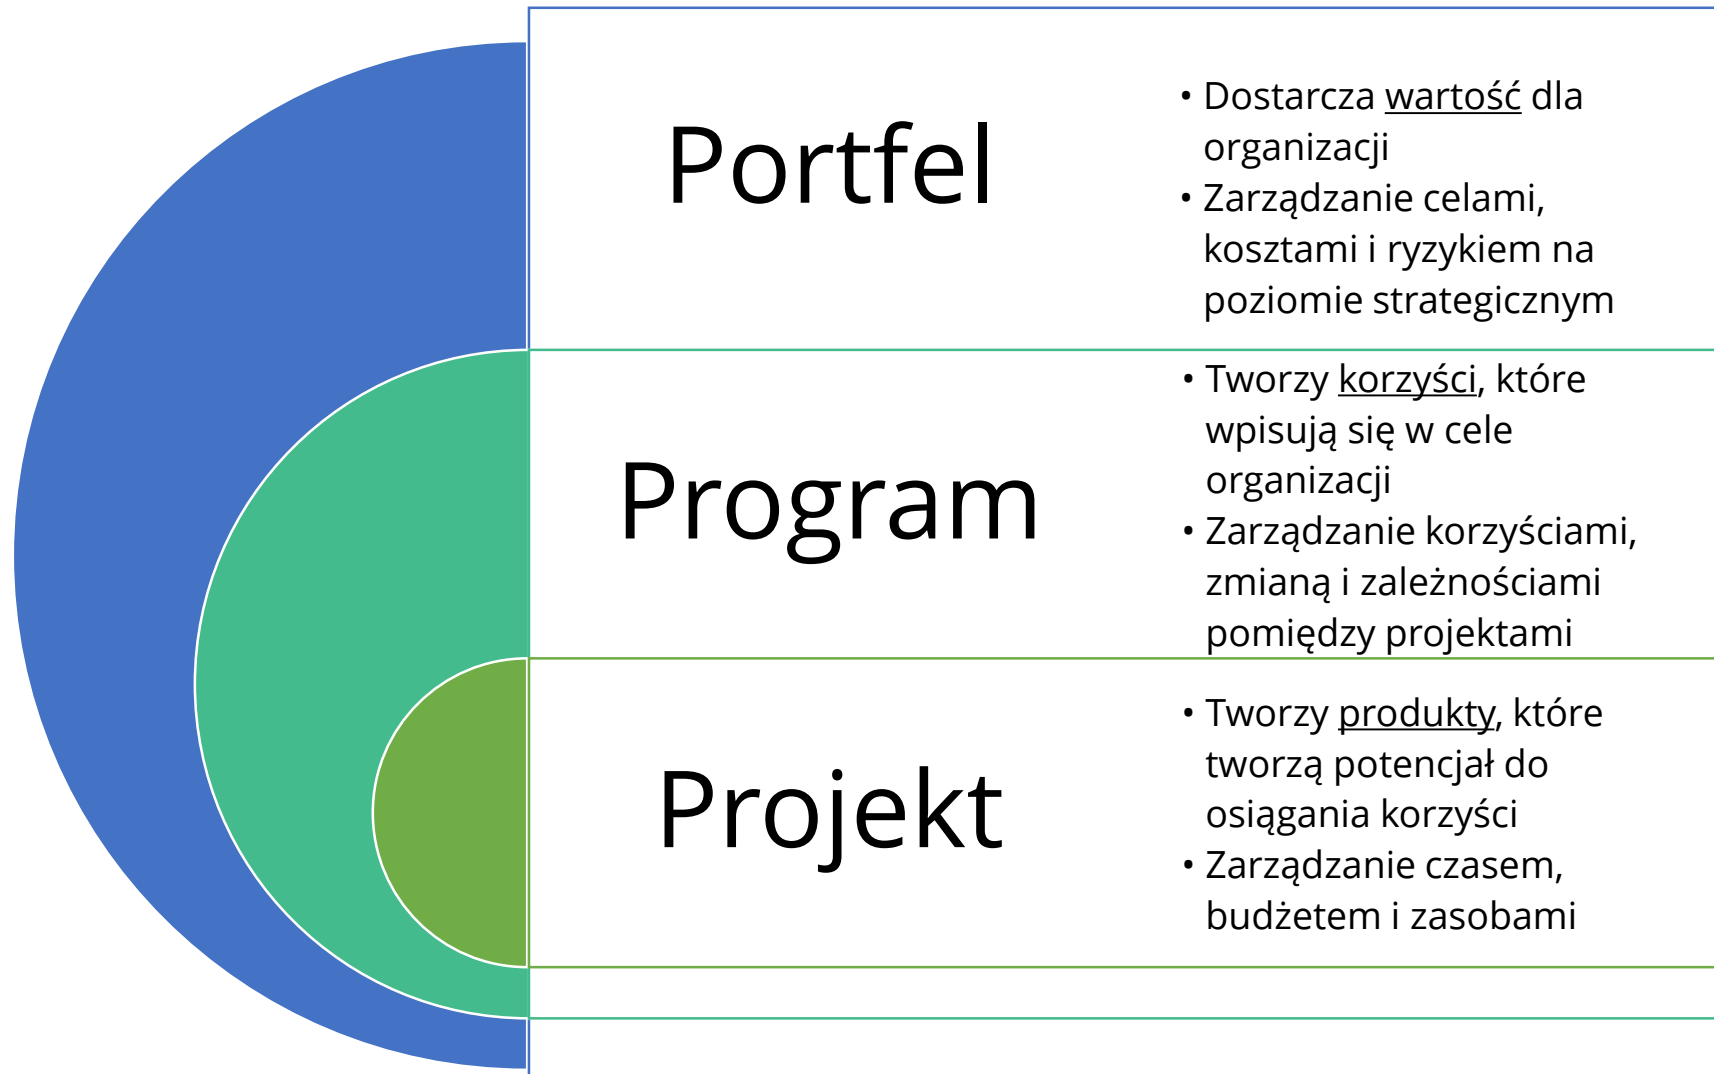 Portfel
• Dostarcza wartość dla
organizacji
• Zarządzanie celami,
kosztami i ryzykiem na
poziomie strategicznym
Program
• Tworzy korzyści, które
wpisują się w cele
organizacji
• Zarządzanie korzyściami,
zmianą i zależnościami
pomiędzy projektami
Projekt
• Tworzy produkty, które
tworzą potencjał do
osiągania korzyści
• Zarządzanie czasem,
budżetem i zasobami